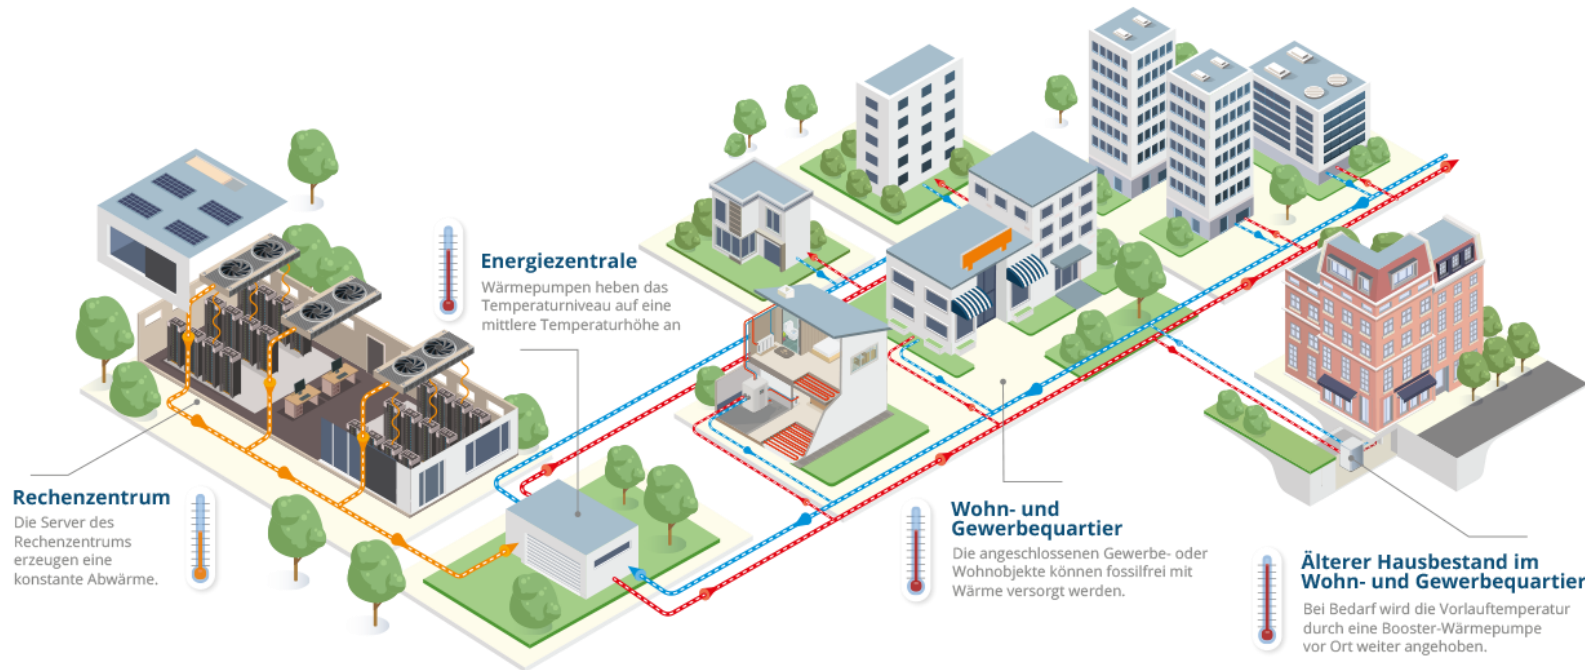 Energiezentrale
Wärmepumpen heben das
Temperaturniveau auf eine
mittlere Temperaturhöhe an
Rechenzentrum
Die Server des
Rechenzentrums
erzeugen eine
konstante Abwärme.
Wohn- und
Gewerbequartier
Die angeschlossenen Gewerbe- oder
Wohnobjekte können fossilfrei mit
Wärme versorgt werden.
Älterer Hausbestand im
Wohn- und Gewerbequartier
Bei Bedarf wird die Vorlauftemperatur
durch eine Booster-Wärmepumpe
vor Ort weiter angehoben.